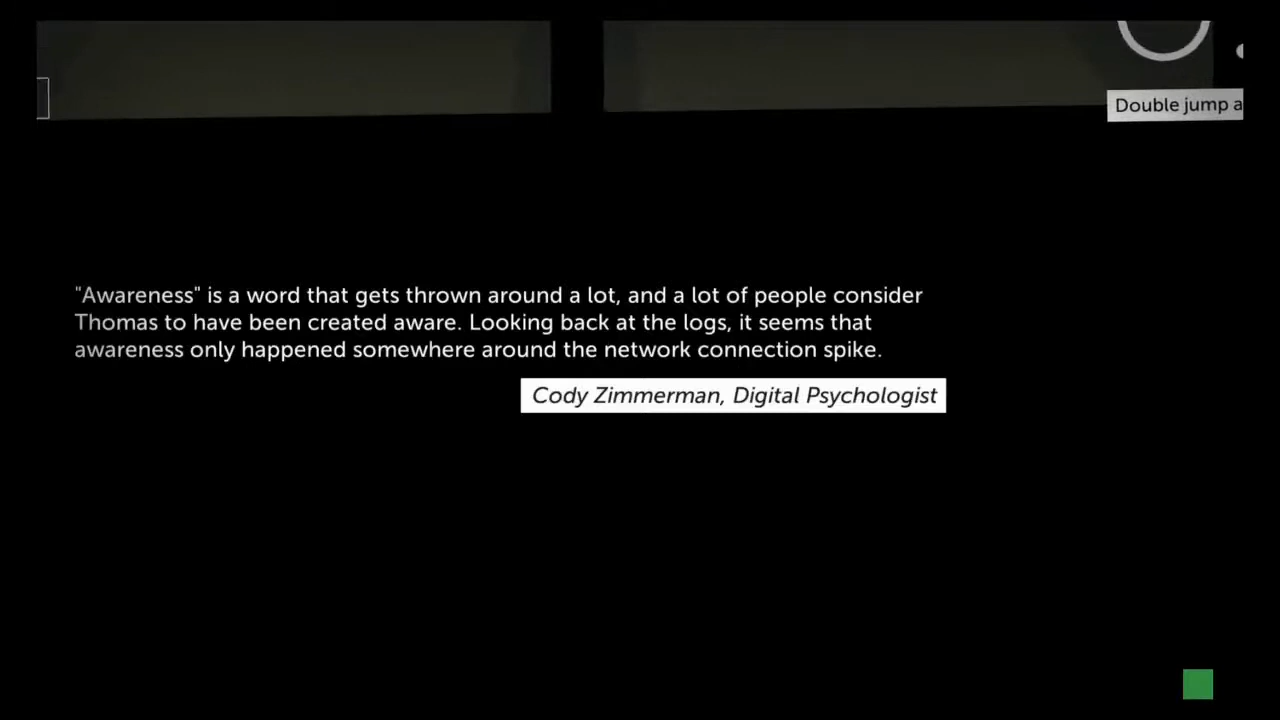 Double jump a
"Awareness" is a word that gets thrown around a lot, and a lot of people consider
Thomas to have been created aware. Looking back at the logs, it seems that
awareness only happened somewhere around the network connection spike.
Cody Zimmerman, Digital Psychologist